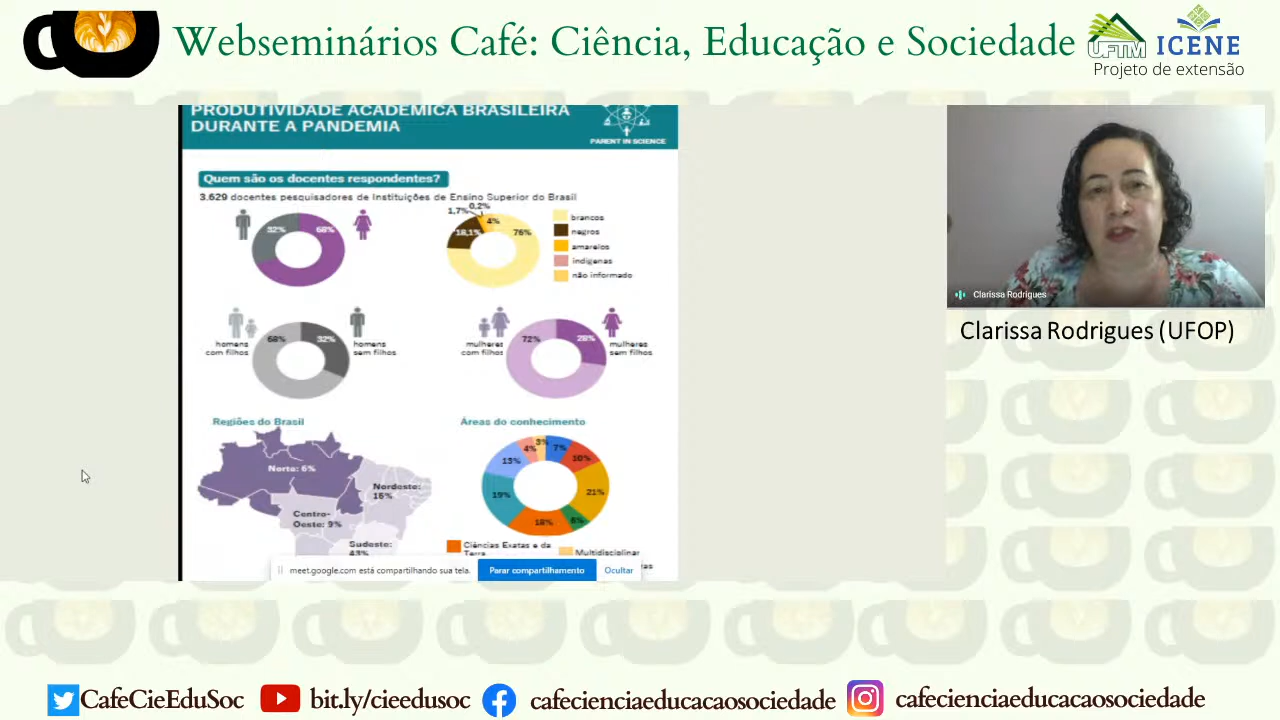 Webseminários Café: Ciência, Educação e Sociedade
UFTM ICENE
Projeto de extensão
PRODUTIVIDADE ACADÊMICA BRASILEIRA
DURANTE A PANDEMIA
PARENT IN SCIENCE
Quem são os docentes respondentes?
3.629 docentes pesquisadores de Instituições de Ensino Superior do Brasil
32%
68%
1,7%
0,2%
4%
18,1%
76%
brancos
negros
amarelos
indígenas
não informado
homens
com filhos
68%
32%
homens
sem filhos
mulheres
com filhos
72%
28%
mulheres
sem filhos
Regiões do Brasil
Norte: 6%
Nordeste:
15%
Centro-
Oeste: 9%
Sudeste:
43%
Áreas do conhecimento
3%
4%
7%
13%
10%
19%
21%
18%
6%
Ciências Exatas e da
Terra
Multidisciplinar
meet.google.com está compartilhando sua tela.
Parar compartilhamento
Ocultar
Clarissa Rodrigues
Clarissa Rodrigues (UFOP)
CafeCieEduSoc
bit.ly/cieedusoc
cafecienciaeducacaosociedade
cafecienciaeducacaosociedade